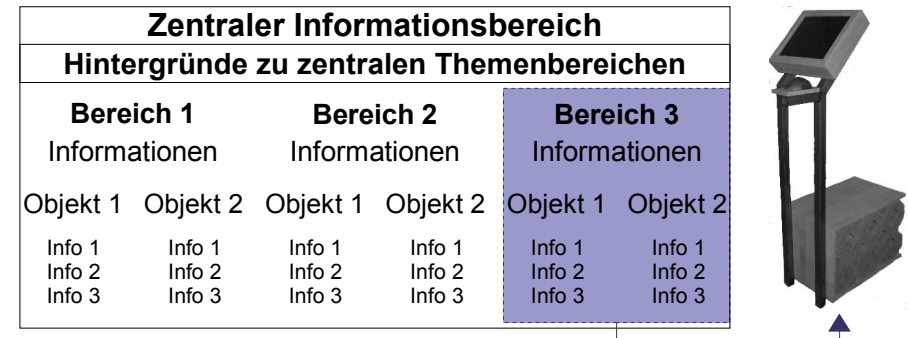 Zentraler Informationsbereich
Hintergründe zu zentralen Themenbereichen
Bereich 1 Bereich 2 Bereich 3
Informationen Informationen Informationen
Objekt 1 Objekt 2 Objekt 1 Objekt 2 Objekt 1 Objekt 2
Info 1 Info 1 Info 1 Info 1 Info 1 Info 1
Info 2 Info 2 Info 2 Info 2 Info 2 Info 2
Info 3 Info 3 Info 3 Info 3 Info 3 Info 3